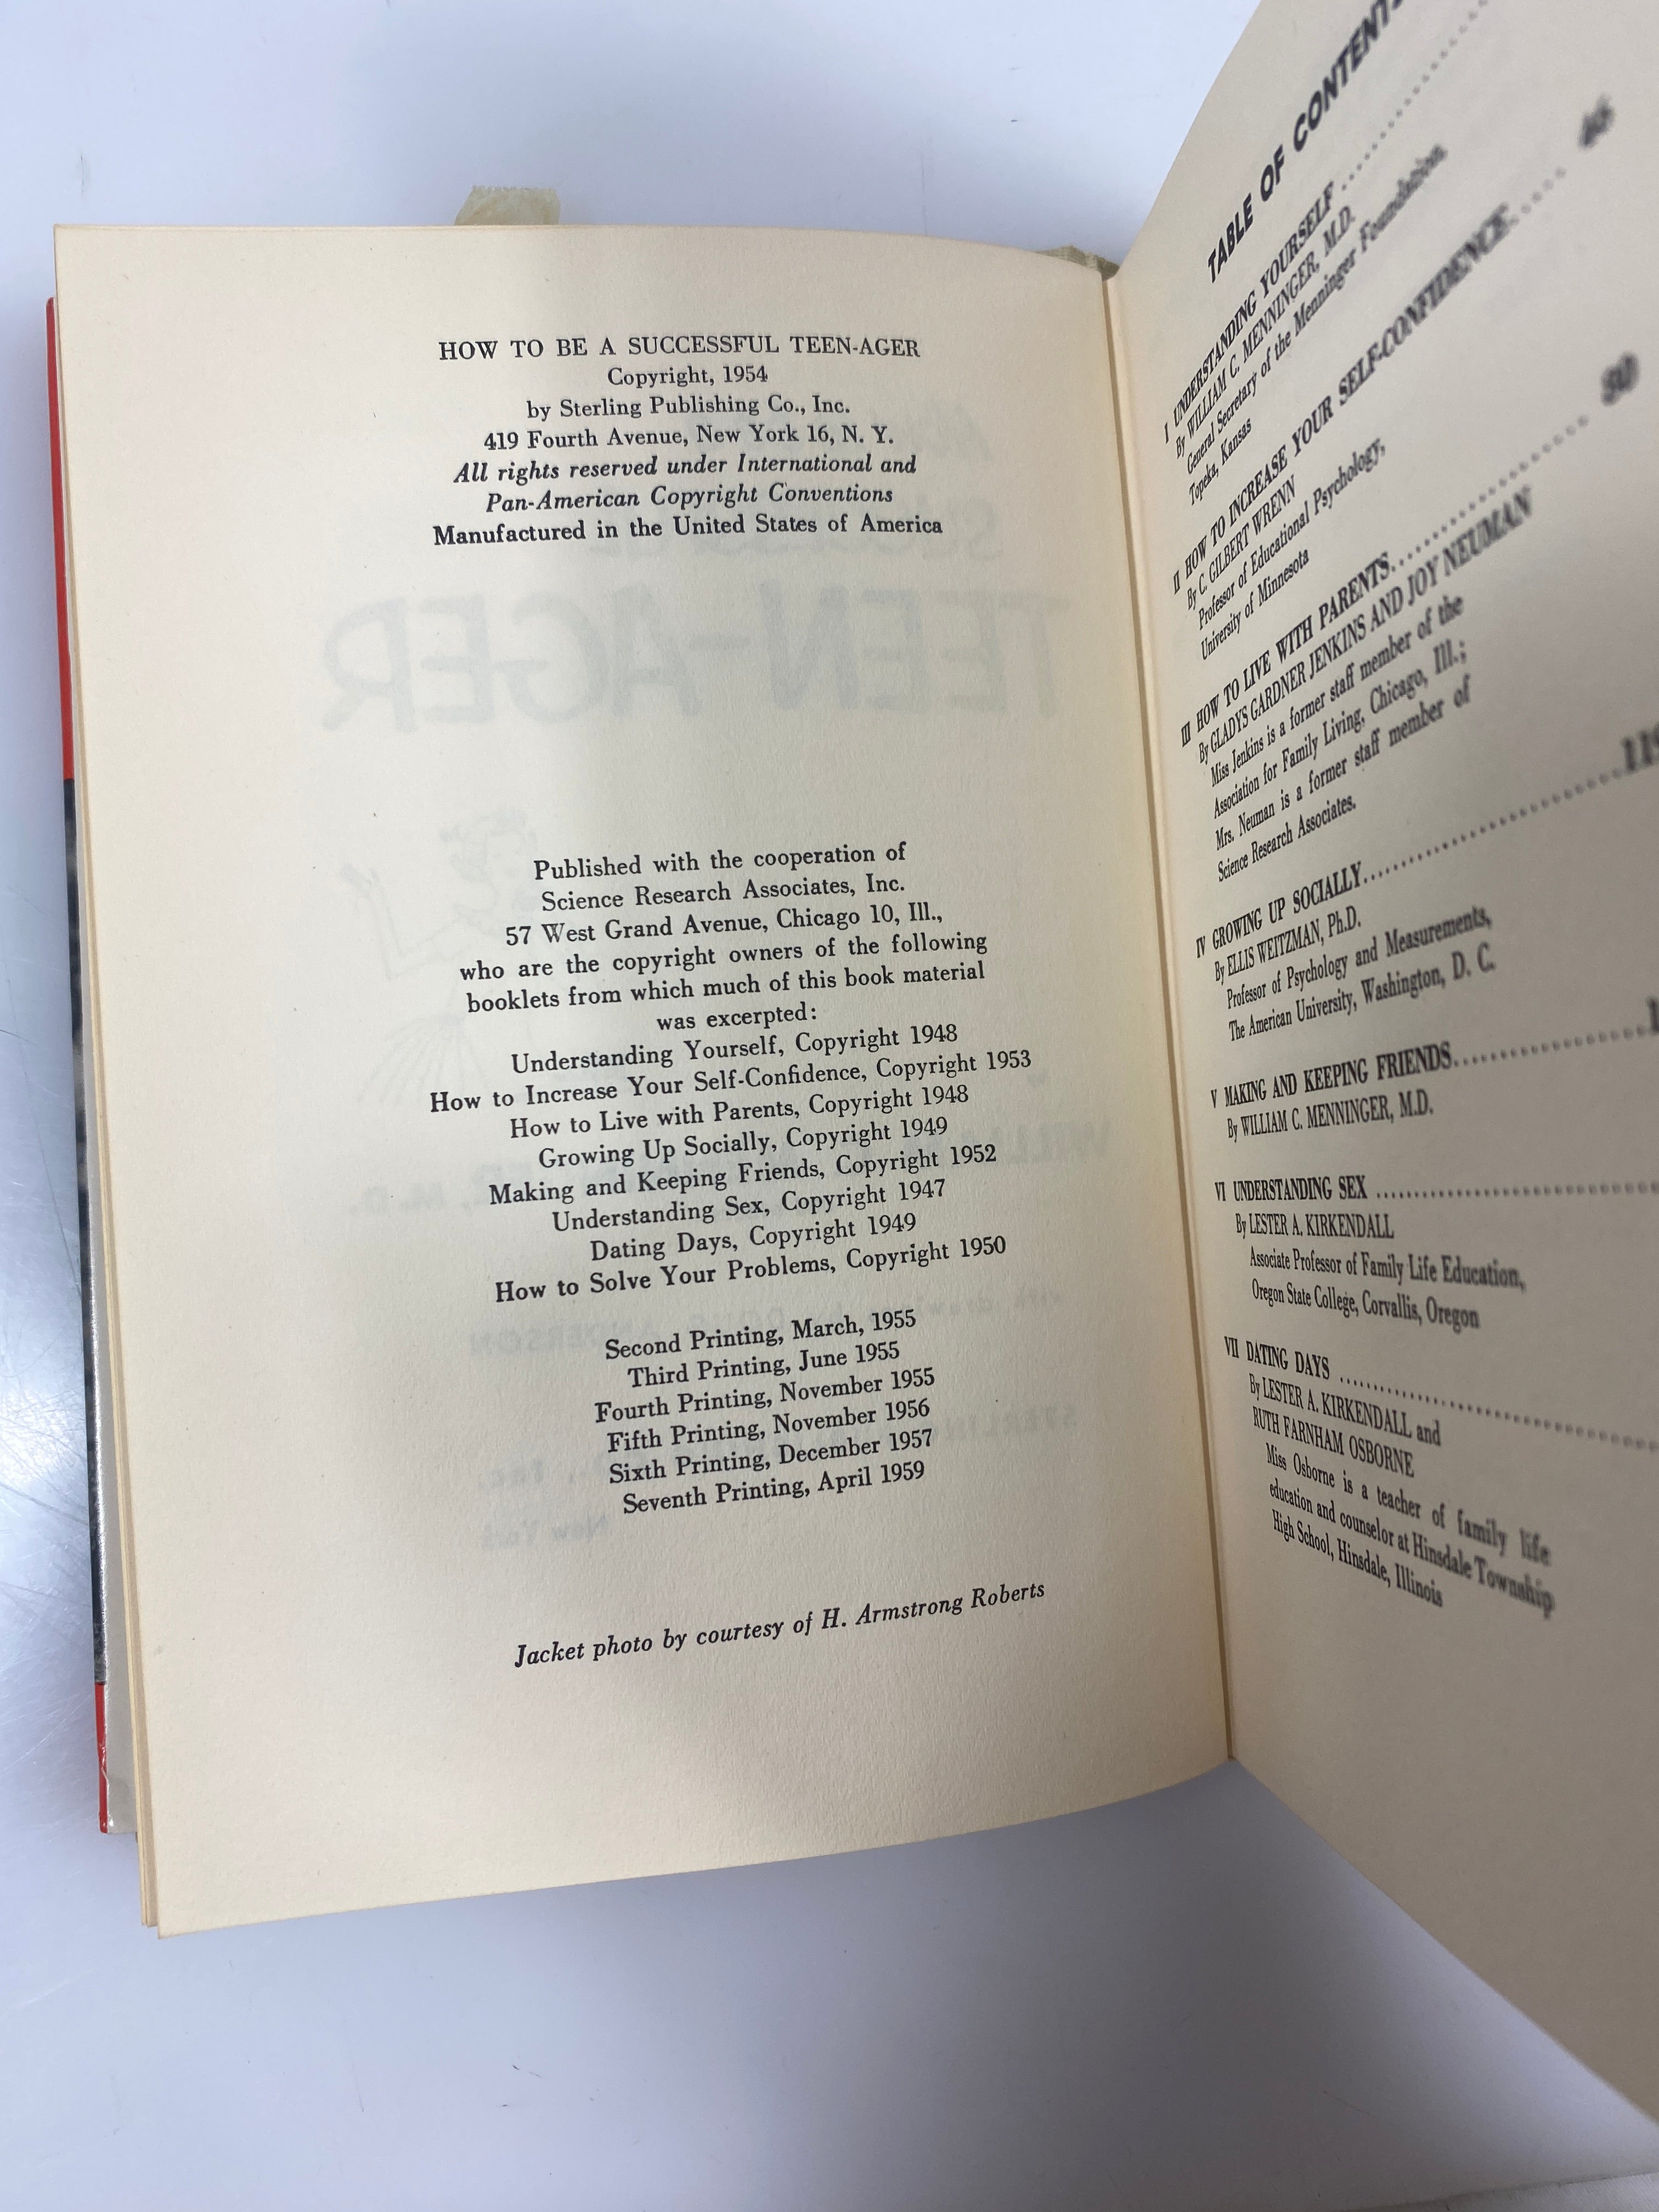 HOW TO BE A SUCCESSFUL TEEN-AGER
Copyright, 1954
by Sterling Publishing Co., Inc.
419 Fourth Avenue, New York 16, N. Y.
All rights reserved under International and
Pan-American Copyright Conventions
Manufactured in the United States of America
Published with the cooperation of
Science Research Associates, Inc.
57 West Grand Avenue, Chicago 10, Ill.,
who are the copyright owners of the following
booklets from which much of this book material
was excerpted:
Understanding Yourself, Copyright 1948
How to Increase Your Self-Confidence, Copyright 1953
How to Live with Parents, Copyright 1948
Growing Up Socially, Copyright 1949
Making and Keeping Friends, Copyright 1952
Understanding Sex, Copyright 1947
Dating Days, Copyright 1949
How to Solve Your Problems, Copyright 1950
Second Printing, March, 1955
Third Printing, June 1955
Fourth Printing, November 1955
Fifth Printing, November 1956
Sixth Printing, December 1957
Seventh Printing, April 1959
Jacket photo by courtesy of H. Armstrong Roberts
TABLE OF CONTENTS
I UNDERSTANDING YOURSELF
By WILLIAM C. MENNINGER, M.D.
General Secretary of the Menninger Foundation,
Topeka, Kansas
II HOW TO INCREASE YOUR SELF-CONFIDENCE 46
By C. GILBERT WRENN
Professor of Educational Psychology,
University of Minnesota
III HOW TO LIVE WITH PARENTS 80
By GLADYS GARDNER JENKINS AND JOY NEUMAN
Miss Jenkins is a former staff member of the
Association for Family Living, Chicago, Ill.;
Mrs. Neuman is a former staff member of
Science Research Associates.
IV GROWING UP SOCIALLY
By ELLIS WEITZMAN, Ph.D.
Professor of Psychology and Measurements,
The American University, Washington, D. C.
V MAKING AND KEEPING FRIENDS
By WILLIAM C. MENNINGER, M.D.
VI UNDERSTANDING SEX
By LESTER A. KIRKENDALL
Associate Professor of Family Life Education,
Oregon State College, Corvallis, Oregon
VII DATING DAYS
By LESTER A. KIRKENDALL and
RUTH FARNHAM OSBORNE
Miss Osborne is a teacher of family life
education and counselor at Hinsdale Township
High School, Hinsdale, Illinois